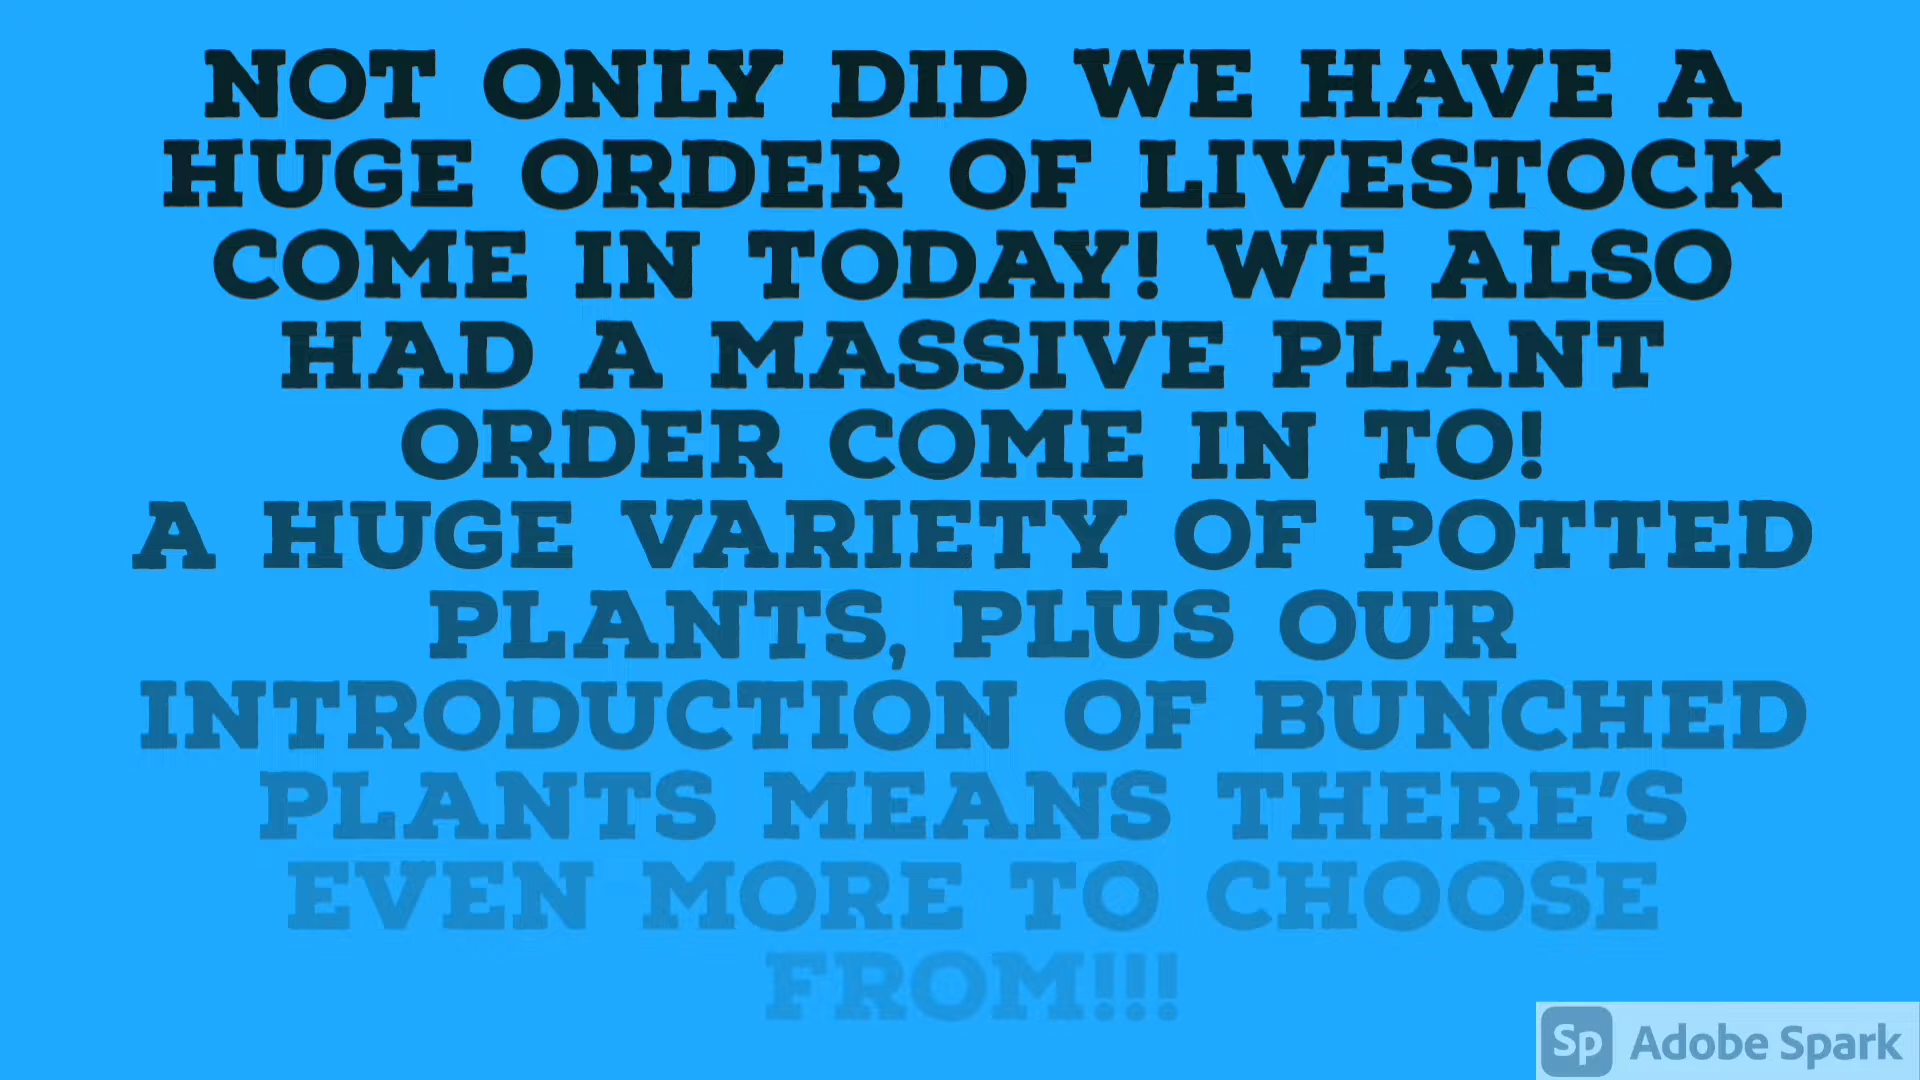 NOT ONLY DID WE HAVE A
HUGE ORDER OF LIVESTOCK
COME IN TODAY! WE ALSO
HAD A MASSIVE PLANT
ORDER COME IN TO!
A HUGE VARIETY OF POTTED
PLANTS, PLUS OUR
INTRODUCTION OF BUNCHED
PLANTS MEANS THERE'S
EVEN MORE TO CHOOSE
FROM!!!
Sp Adobe Spark